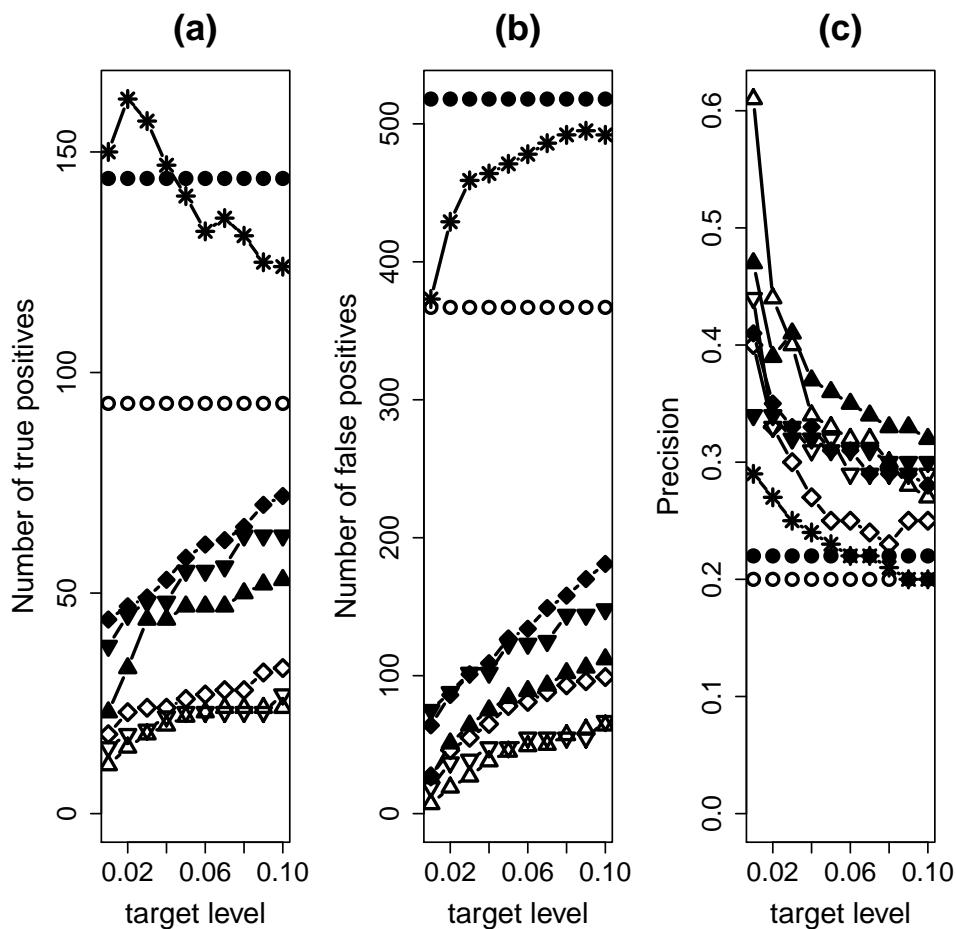 (a)
(b)
(c)
Number of true positives
0
50
100
150
0.02
0.06
0.10
target level
Number of false positives
0
100
200
300
400
500
0.02
0.06
0.10
target level
Precision
0.0
0.1
0.2
0.3
0.4
0.5
0.6
0.02
0.06
0.10
target level